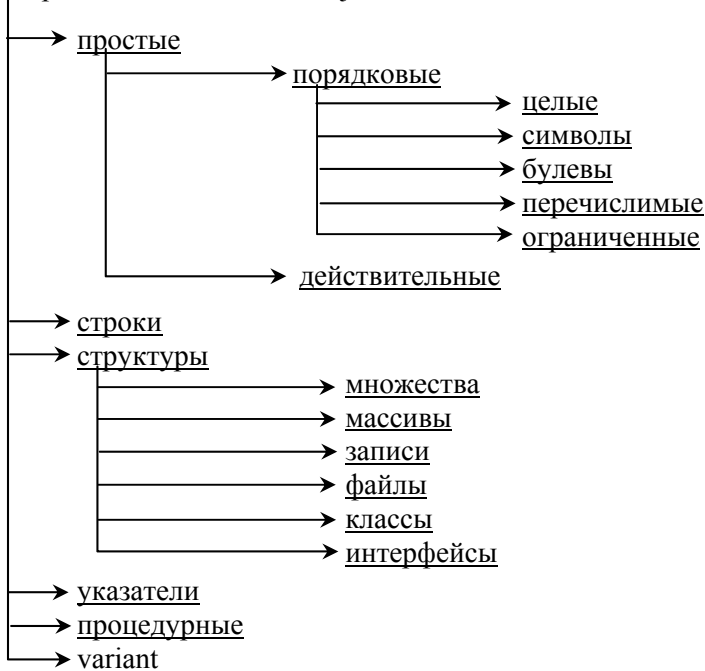 простые
порядковые
целые
символы
булевы
перечислимые
ограниченные
действительные
строки
структуры
множества
массивы
записи
файлы
классы
интерфейсы
указатели
процедурные
variant